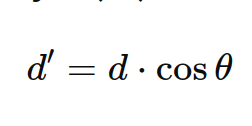 d′ = d · cos θ